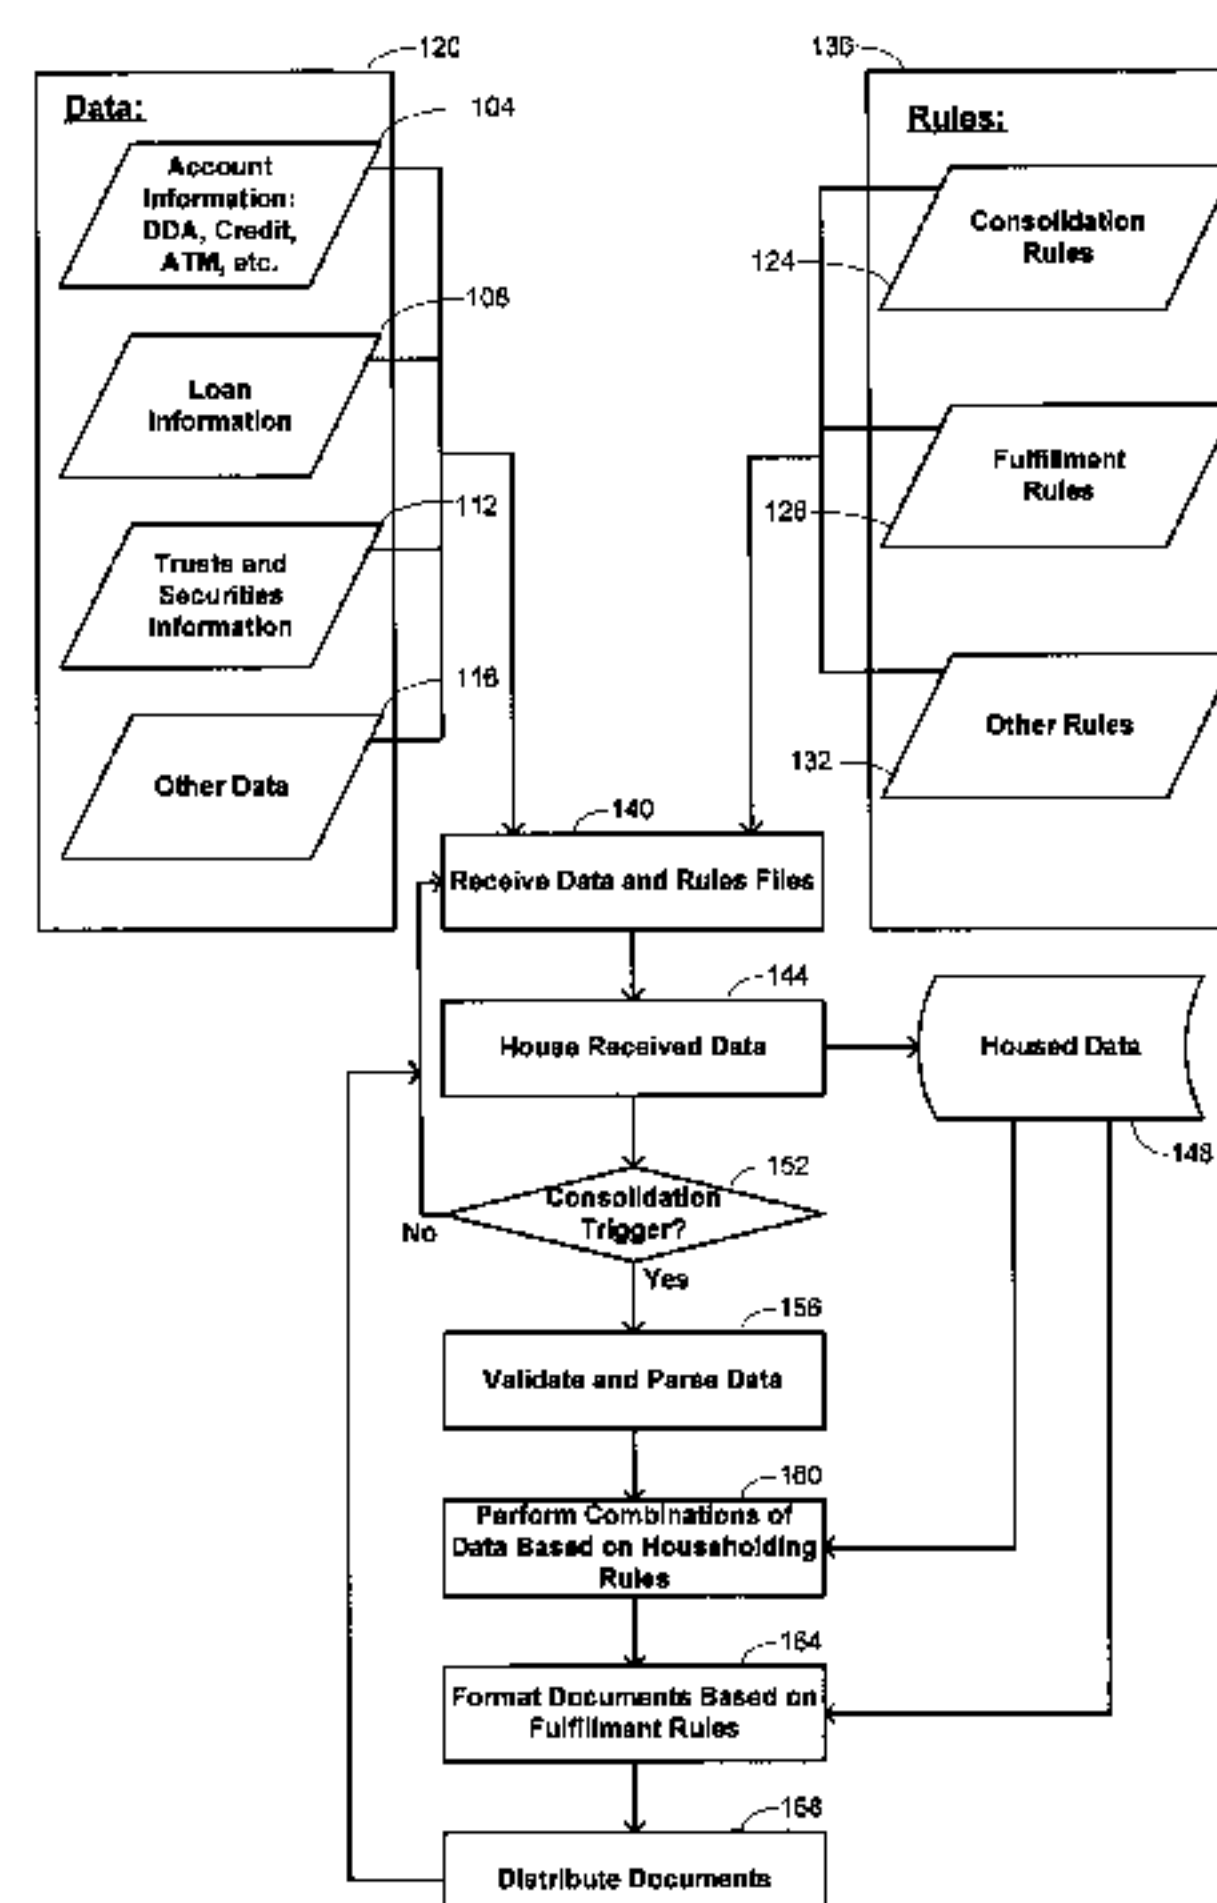 120
Data:
104
Account
Information:
DDA, Credit,
ATM, etc.
108
Loan
Information
112
Trusts and
Securities
Information
116
Other Data
136
Rules:
Consolidation
Rules
124
Fulfillment
Rules
128
Other Rules
132
140
Receive Data and Rules Files
144
House Received Data
Housed Data
148
152
Consolidation
Trigger?
No
Yes
156
Validate and Parse Data
160
Perform Combinations of
Data Based on Householding
Rules
164
Format Documents Based on
Fulfillment Rules
168
Distribute Documents